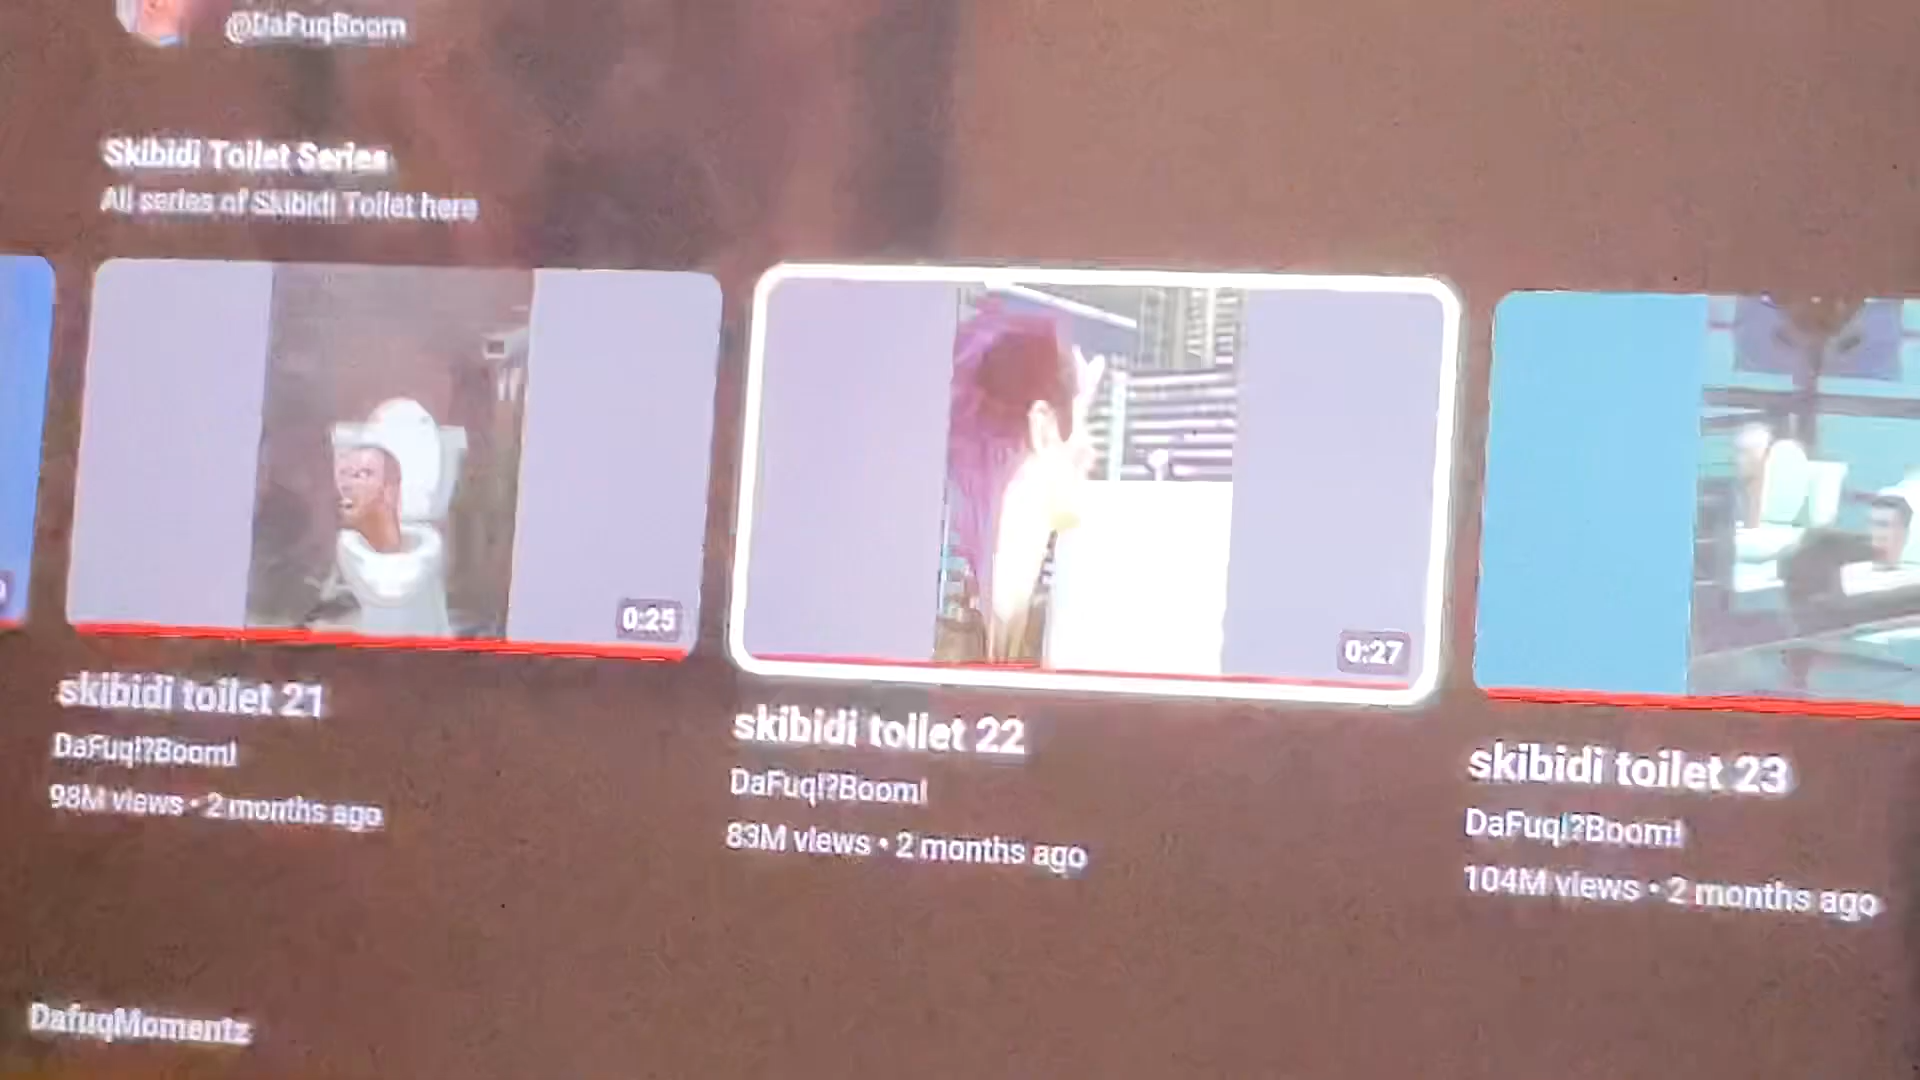 @DaFuqBoom
Skibidi Toilet Series
All series of Skibidi Toilet here
0:25
0:27
skibidi toilet 21
DaFuq!?Boom!
98M views • 2 months ago
skibidi toilet 22
DaFuq!?Boom!
83M views • 2 months ago
skibidi toilet 23
DaFuq!?Boom!
104M views • 2 months ago
DafuqMomentz